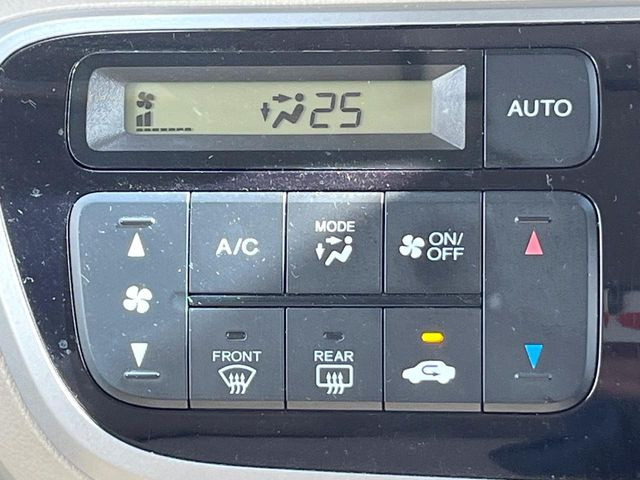 25
AUTO
A/C
MODE
ON/
OFF
FRONT
REAR